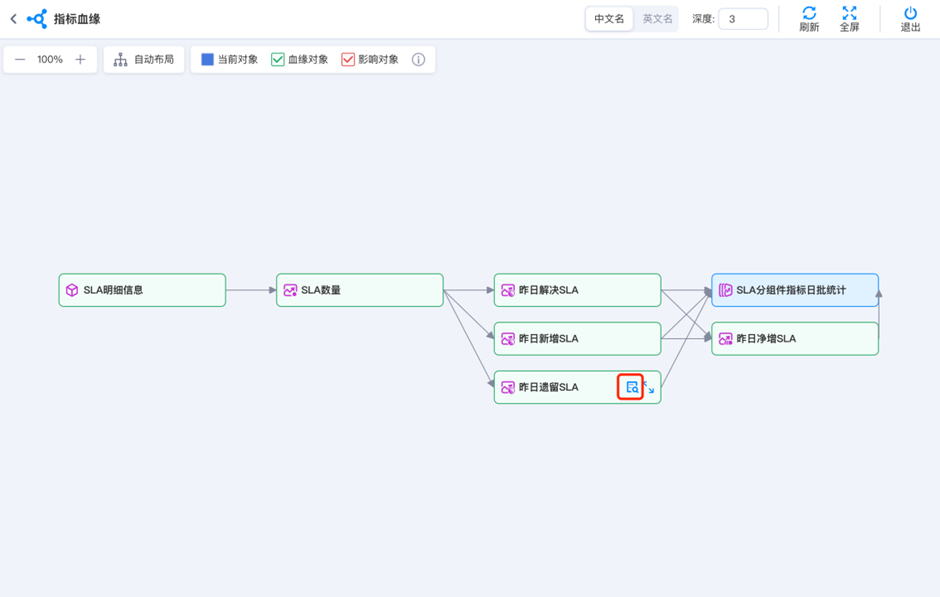 指标血缘
中文名 英文名 深度: 3 刷新 全屏 退出
100% 自动布局 当前对象 血缘对象 影响对象
SLA明细信息 SLA数量 昨日解决SLA SLA分组件指标日批统计
昨日新增SLA 昨日净增SLA
昨日遗留SLA